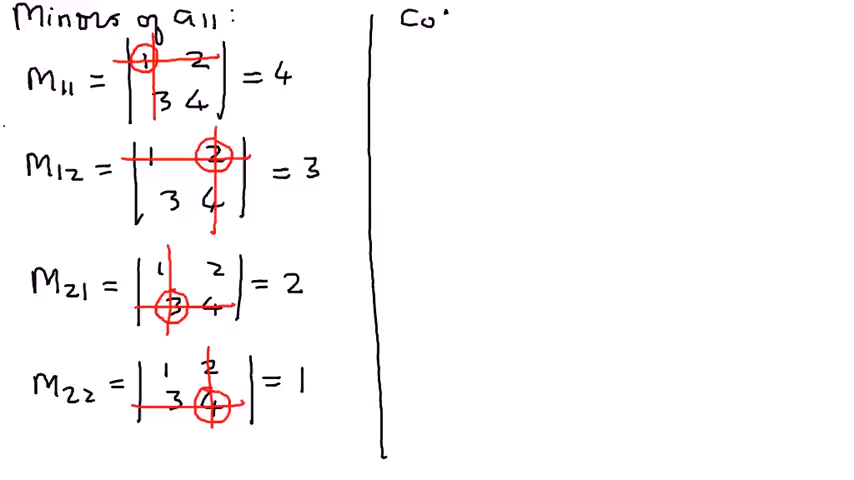 Minors of a11:
M11 = | 1 2 | = 4
| 3 4 |
M12 = | 1 2 | = 3
| 3 4 |
M21 = | 1 2 | = 2
| 3 4 |
M22 = | 1 2 | = 1
| 3 4 |
Co